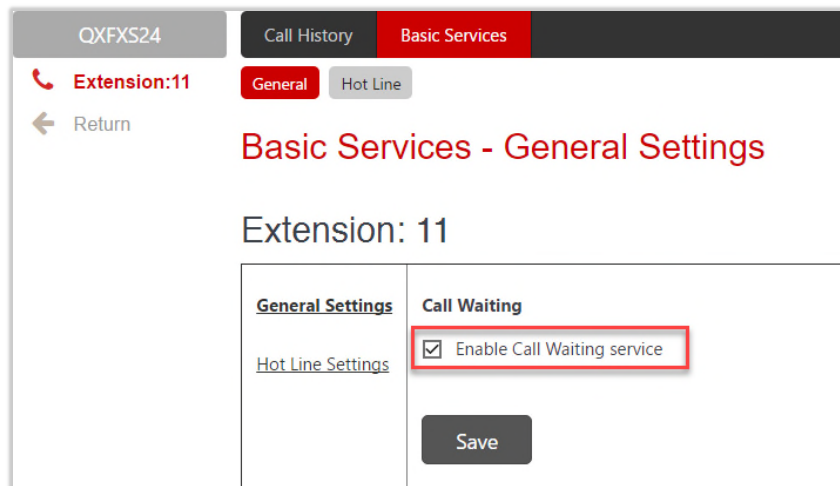 QXFXS24
Call History
Basic Services
Extension:11
General
Hot Line
Return
Basic Services - General Settings
Extension: 11
General Settings
Call Waiting
Enable Call Waiting service
Hot Line Settings
Save